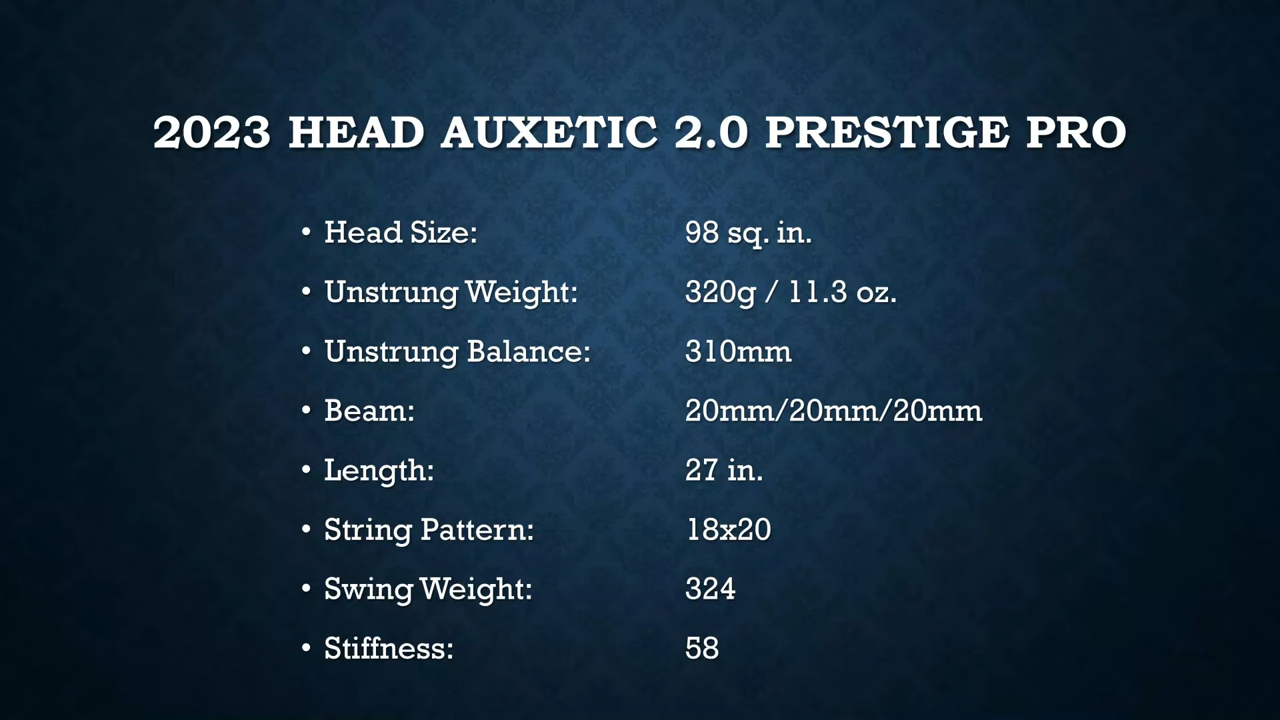 2023 HEAD AUXETIC 2.0 PRESTIGE PRO
• Head Size: 98 sq. in.
• Unstrung Weight: 320g / 11.3 oz.
• Unstrung Balance: 310mm
• Beam: 20mm/20mm/20mm
• Length: 27 in.
• String Pattern: 18x20
• Swing Weight: 324
• Stiffness: 58